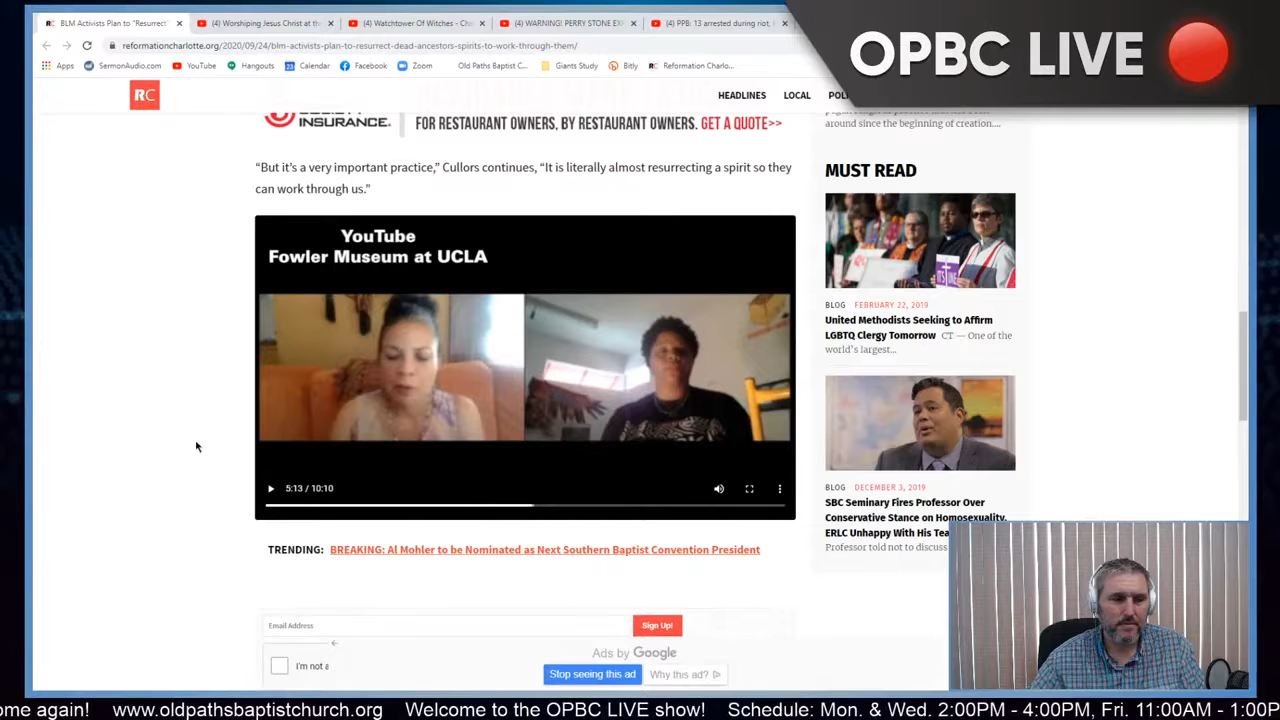 BLM Activists Plan to "Resurrect"
(4) Worshiping Jesus Christ at the
(4) Watchtower Of Witches - Che
(4) WARNING! PERRY STONE EX
(4) PPB: 13 arrested during riot,
OPBC LIVE
reformationcharlotte.org/2020/09/24/blm-activists-plan-to-resurrect-dead-ancestors-spirits-to-work-through-them/
Apps
SermonAudio.com
YouTube
Hangouts
Calendar
Facebook
Zoom
Old Paths Baptist C...
Giants Study
Bitly
Reformation Charlo...
RC
HEADLINES LOCAL POL
INSURANCE.
FOR RESTAURANT OWNERS, BY RESTAURANT OWNERS. GET A QUOTE>>
around since the beginning of creation....
“But it’s a very important practice,” Cullors continues, “It is literally almost resurrecting a spirit so they
can work through us.”
MUST READ
YouTube
Fowler Museum at UCLA
5:13 / 10:10
BLOG FEBRUARY 22, 2019
United Methodists Seeking to Affirm
LGBTQ Clergy Tomorrow CT — One of the
world's largest...
BLOG DECEMBER 3, 2019
SBC Seminary Fires Professor Over
Conservative Stance on Homosexuality,
ERLC Unhappy With His Tea
Professor told not to discuss
TRENDING: BREAKING: Al Mohler to be Nominated as Next Southern Baptist Convention President
Email Address
Sign Up!
I'm not a
Ads by Google
Stop seeing this ad
Why this ad?
ome again! www.oldpathsbaptistchurch.org Welcome to the OPBC LIVE show! Schedule: Mon. & Wed. 2:00PM - 4:00PM, Fri. 11:00AM - 1:00P